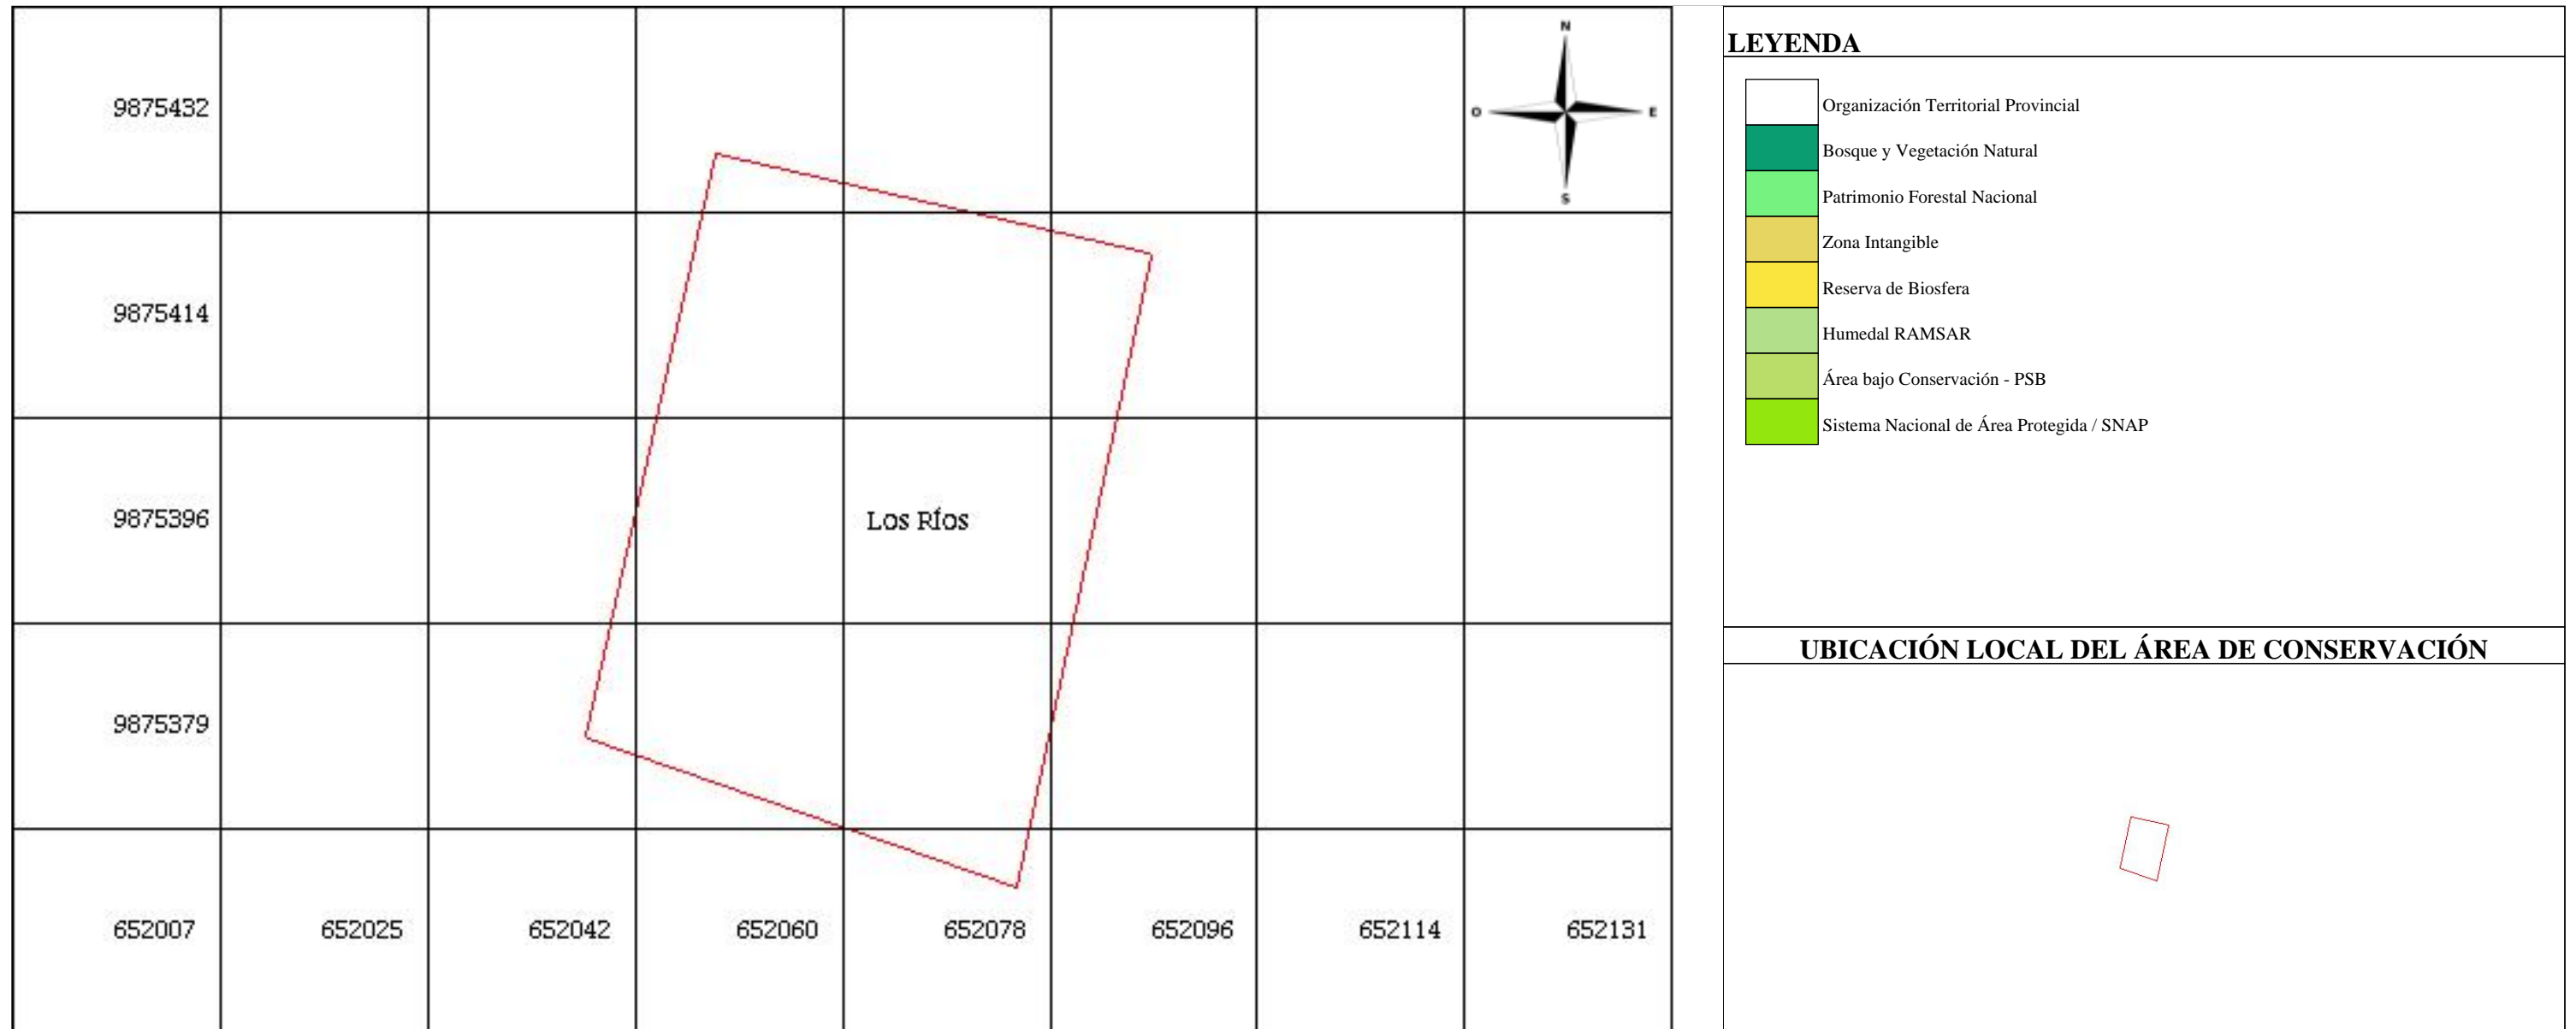 N
9875432
O
E
S
9875414
9875396
Los Ríos
9875379
652007
652025
652042
652060
652078
652096
652114
652131
LEYENDA
Organización Territorial Provincial
Bosque y Vegetación Natural
Patrimonio Forestal Nacional
Zona Intangible
Reserva de Biosfera
Humedal RAMSAR
Área bajo Conservación - PSB
Sistema Nacional de Área Protegida / SNAP
UBICACIÓN LOCAL DEL ÁREA DE CONSERVACIÓN